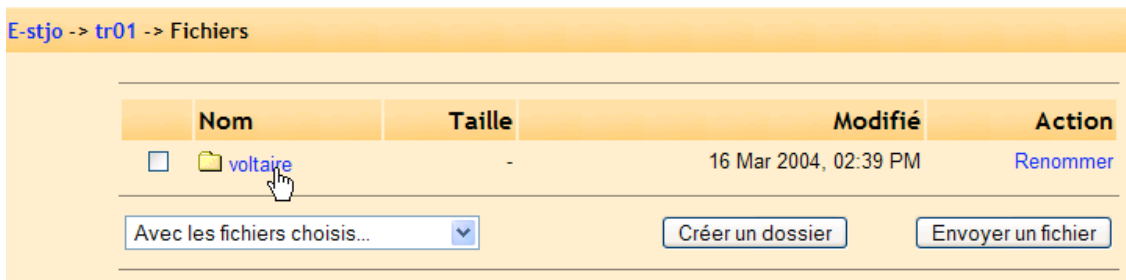 E-stjo -> tr01 -> Fichiers
Nom Taille Modifié Action
voltaire - 16 Mar 2004, 02:39 PM Renommer
Avec les fichiers choisis... Créer un dossier Envoyer un fichier